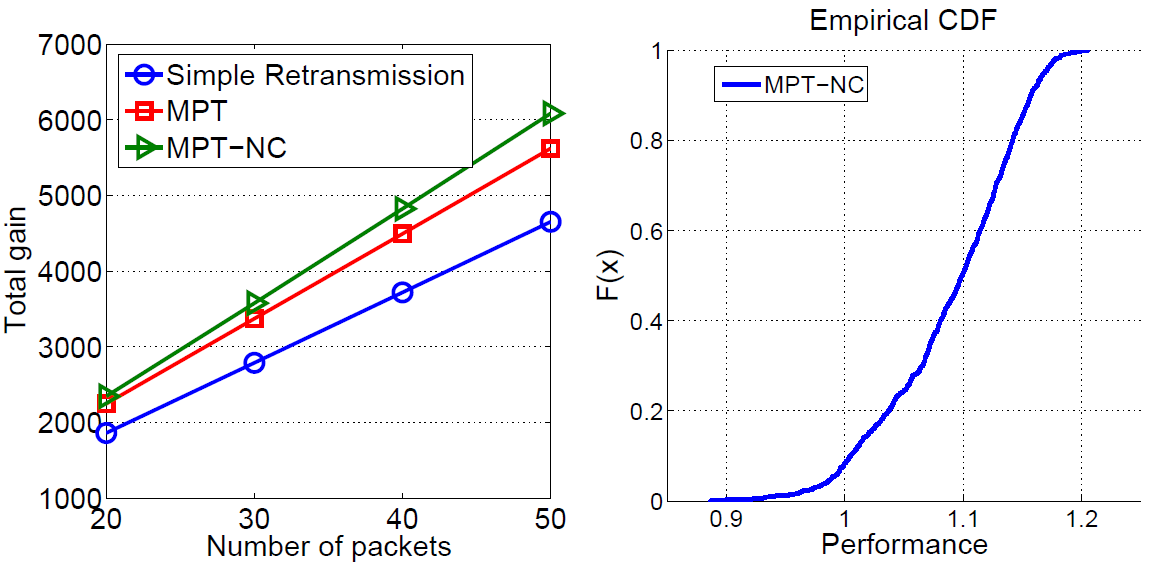 7000
6000
5000
4000
3000
2000
1000
Total gain
Simple Retransmission
MPT
MPT−NC
20 30 40 50
Number of packets
Empirical CDF
1
0.8
0.6
0.4
0.2
0
F(x)
MPT−NC
0.9 1 1.1 1.2
Performance